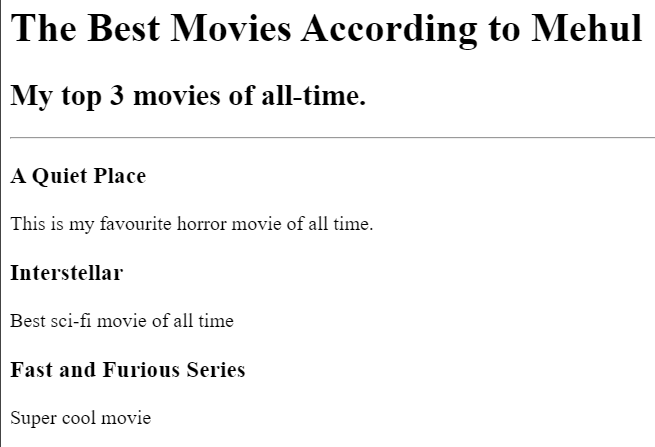 The Best Movies According to Mehul
My top 3 movies of all-time.
A Quiet Place
This is my favourite horror movie of all time.
Interstellar
Best sci-fi movie of all time
Fast and Furious Series
Super cool movie